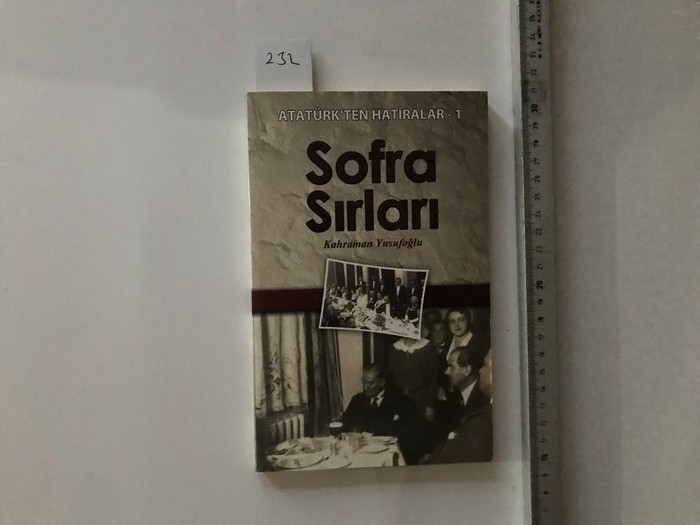 232
ATATÜRK'TEN HATIRALAR - 1
Sofra
Sırları
Kahraman Yusufoğlu